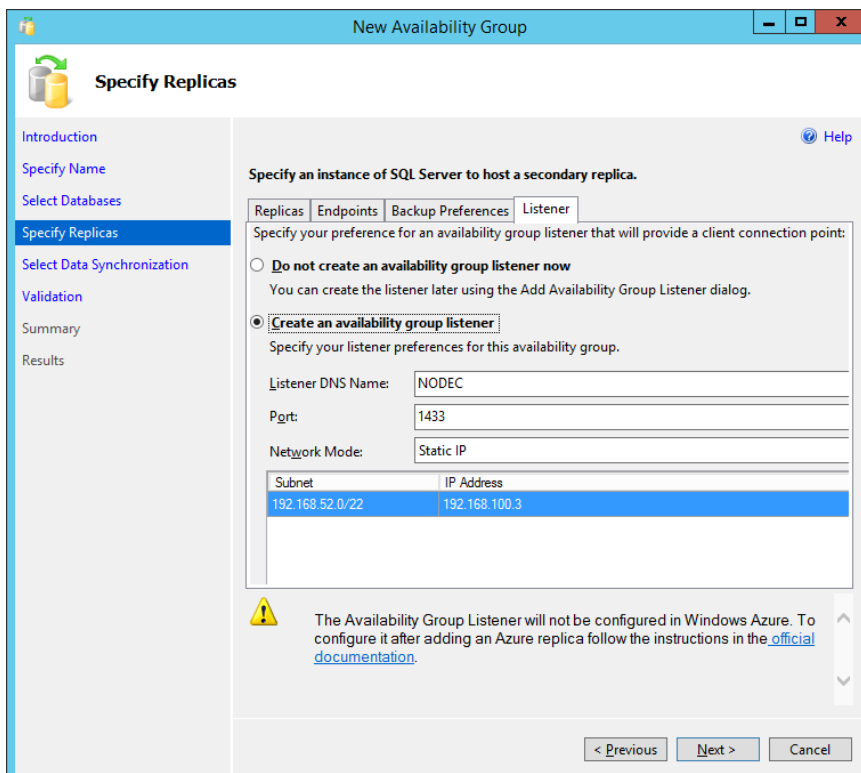 New Availability Group
Specify Replicas
Introduction
Specify Name
Select Databases
Specify Replicas
Select Data Synchronization
Validation
Summary
Results
Help
Specify an instance of SQL Server to host a secondary replica.
Replicas Endpoints Backup Preferences Listener
Specify your preference for an availability group listener that will provide a client connection point:
Do not create an availability group listener now
You can create the listener later using the Add Availability Group Listener dialog.
Create an availability group listener
Specify your listener preferences for this availability group.
Listener DNS Name: NODEC
Port: 1433
Network Mode: Static IP
Subnet IP Address
192.168.52.0/22 192.168.100.3
The Availability Group Listener will not be configured in Windows Azure. To
configure it after adding an Azure replica follow the instructions in the official
documentation.
< Previous Next > Cancel